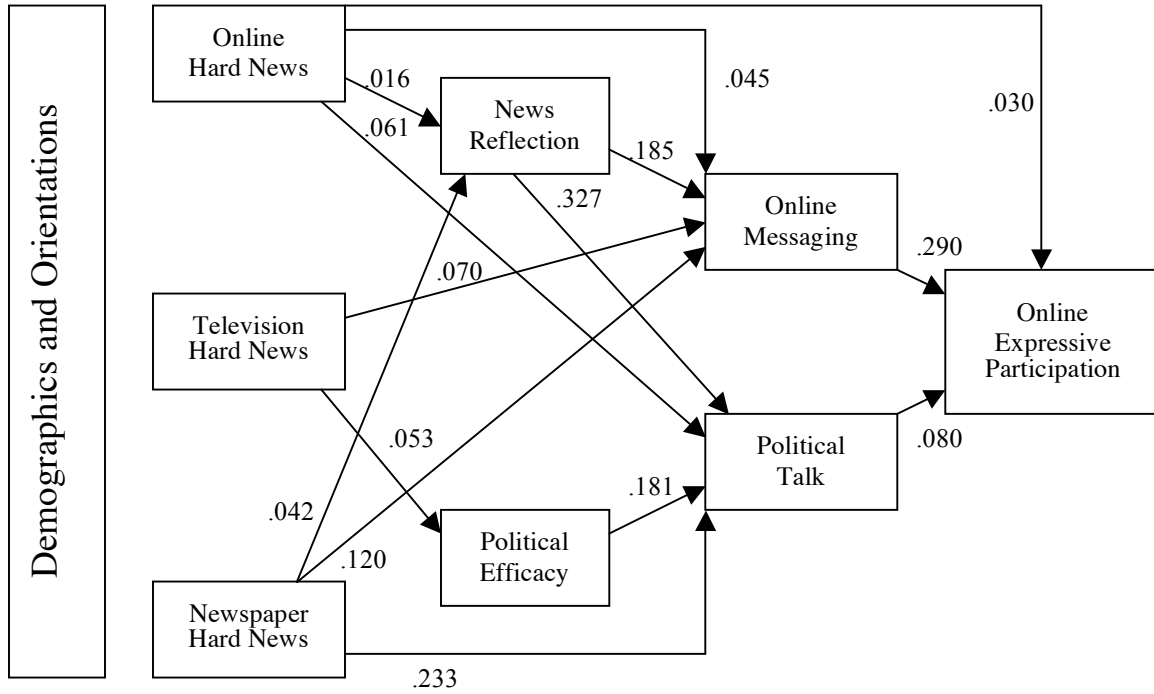 Demographics and Orientations
Online
Hard News
.016
.061
News
Reflection
.045
.030
.185
.327
Online
Messaging
.290
.070
Television
Hard News
Online
Expressive
Participation
.053
Political
Talk
.080
.181
.042
.120
Political
Efficacy
Newspaper
Hard News
.233